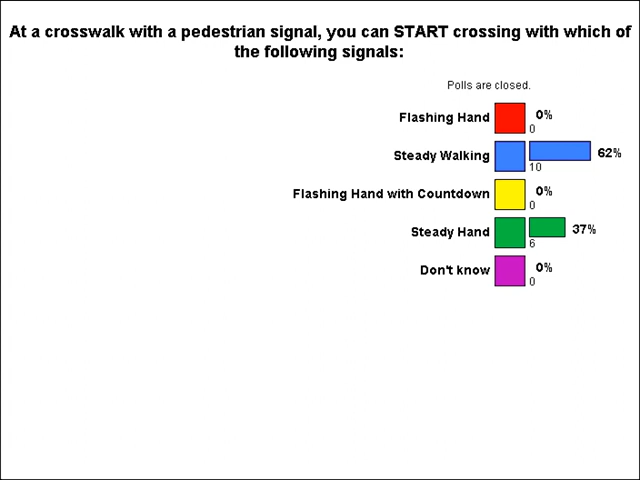 At a crosswalk with a pedestrian signal, you can START crossing with which of
the following signals:
Polls are closed.
Flashing Hand 0%
0
Steady Walking 62%
10
Flashing Hand with Countdown 0%
0
Steady Hand 37%
6
Don't know 0%
0